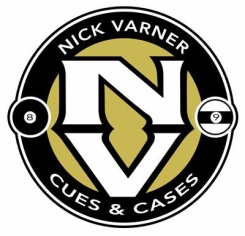 NICK VARNER
8
NV
9
CUES & CASES